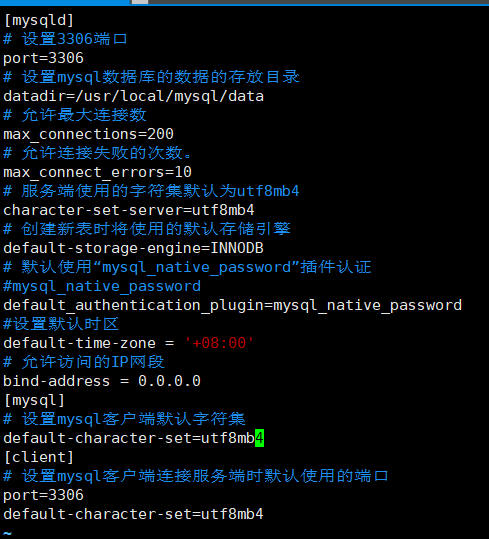 [mysqld]
# 设置3306端口
port=3306
# 设置mysql数据库的数据的存放目录
datadir=/usr/local/mysql/data
# 允许最大连接数
max_connections=200
# 允许连接失败的次数。
max_connect_errors=10
# 服务端使用的字符集默认为utf8mb4
character-set-server=utf8mb4
# 创建新表时将使用的默认存储引擎
default-storage-engine=INNODB
# 默认使用“mysql_native_password”插件认证
#mysql_native_password
default_authentication_plugin=mysql_native_password
#设置默认时区
default-time-zone = '+08:00'
# 允许访问的IP网段
bind-address = 0.0.0.0
[mysql]
# 设置mysql客户端默认字符集
default-character-set=utf8mb4
[client]
# 设置mysql客户端连接服务端时默认使用的端口
port=3306
default-character-set=utf8mb4
~